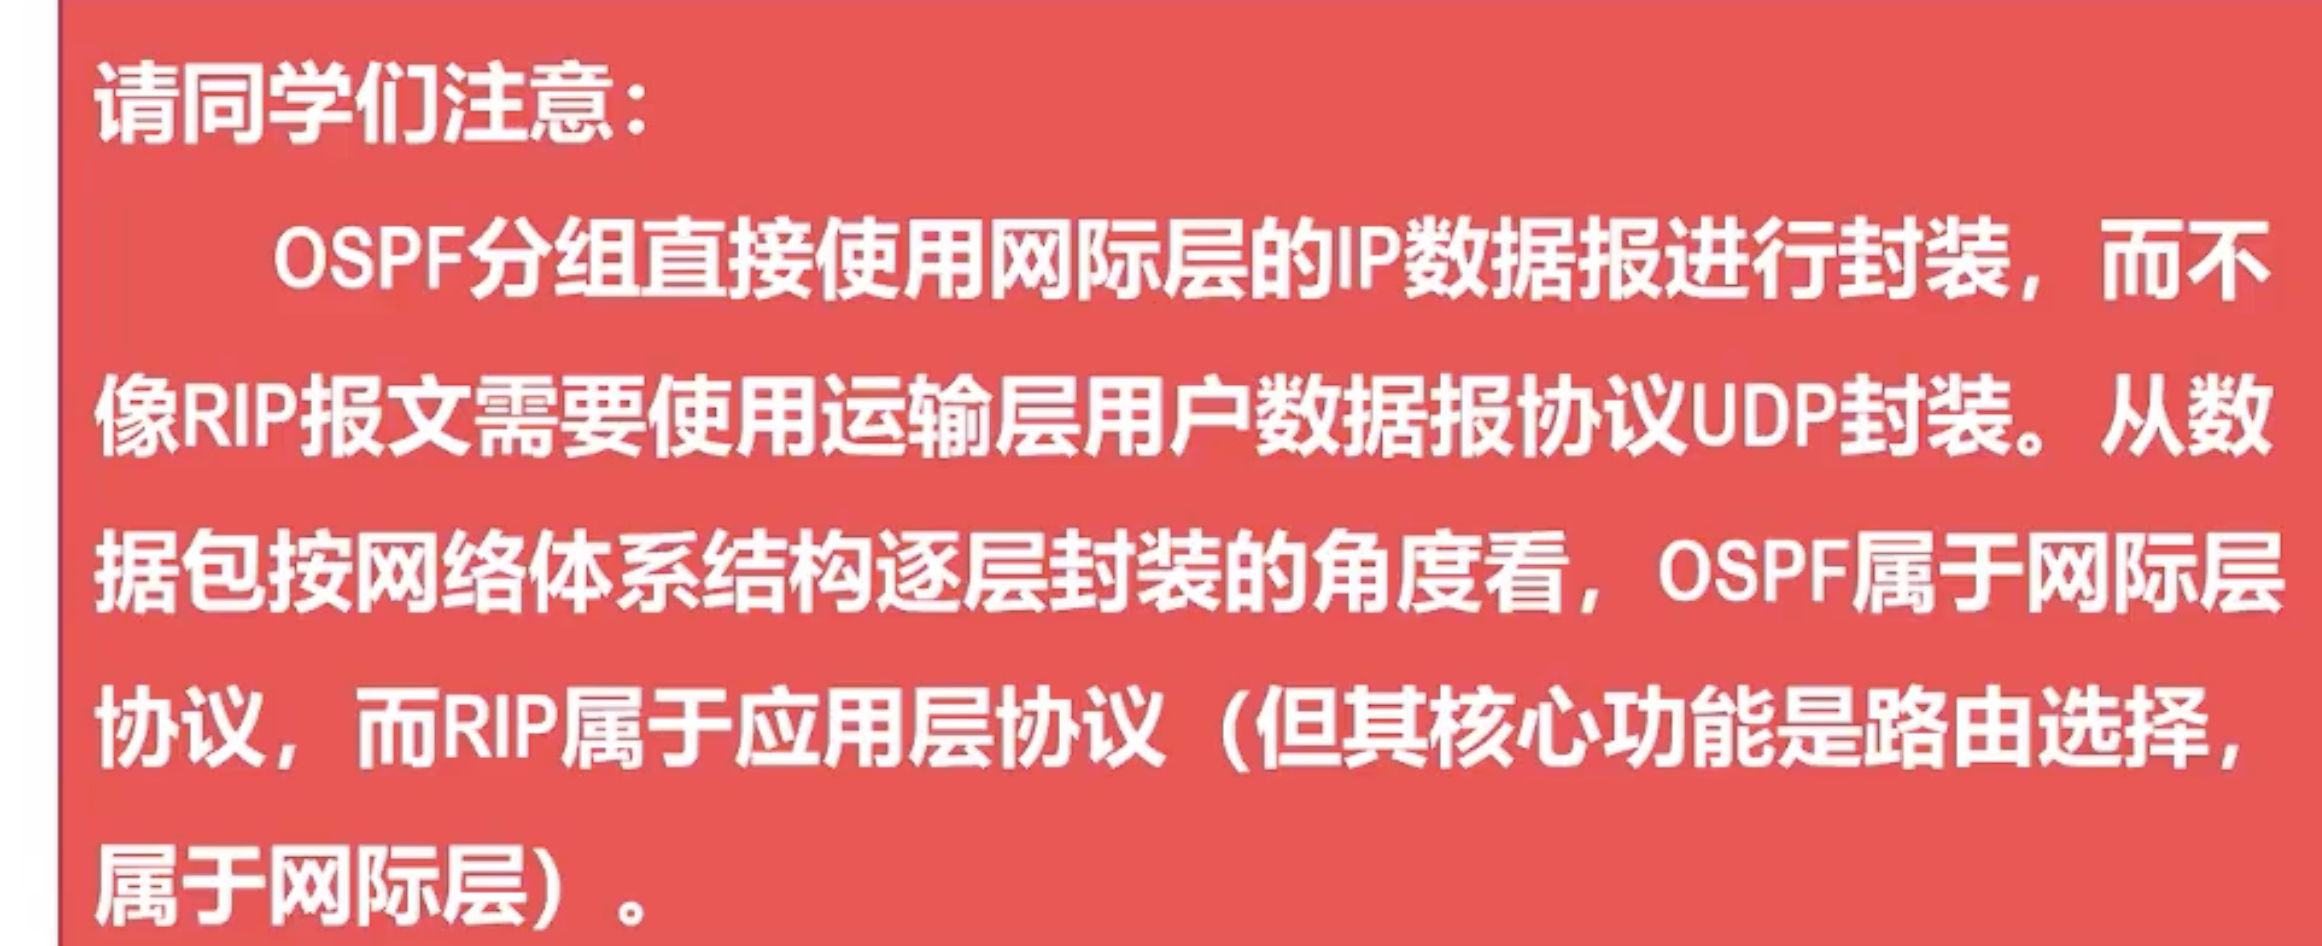 请同学们注意：
OSPF分组直接使用网际层的IP数据报进行封装，而不
像RIP报文需要使用运输层用户数据报协议UDP封装。从数
据包按网络体系结构逐层封装的角度看，OSPF属于网际层
协议，而RIP属于应用层协议（但其核心功能是路由选择，
属于网际层）。